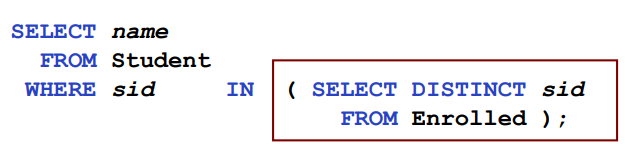 SELECT name
FROM Student
WHERE sid IN ( SELECT DISTINCT sid
FROM Enrolled );